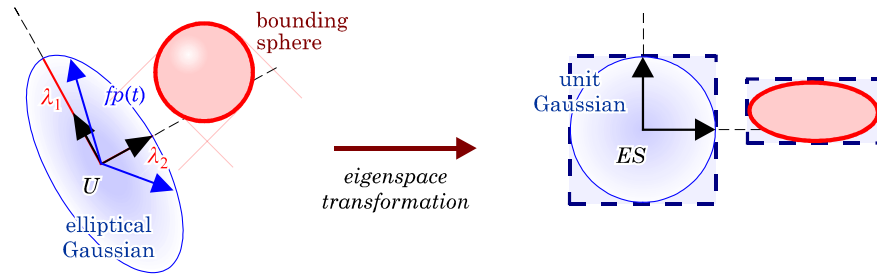 bounding
sphere
λ1
fp(t)
λ2
U
elliptical
Gaussian
eigenspace
transformation
unit
Gaussian
ES